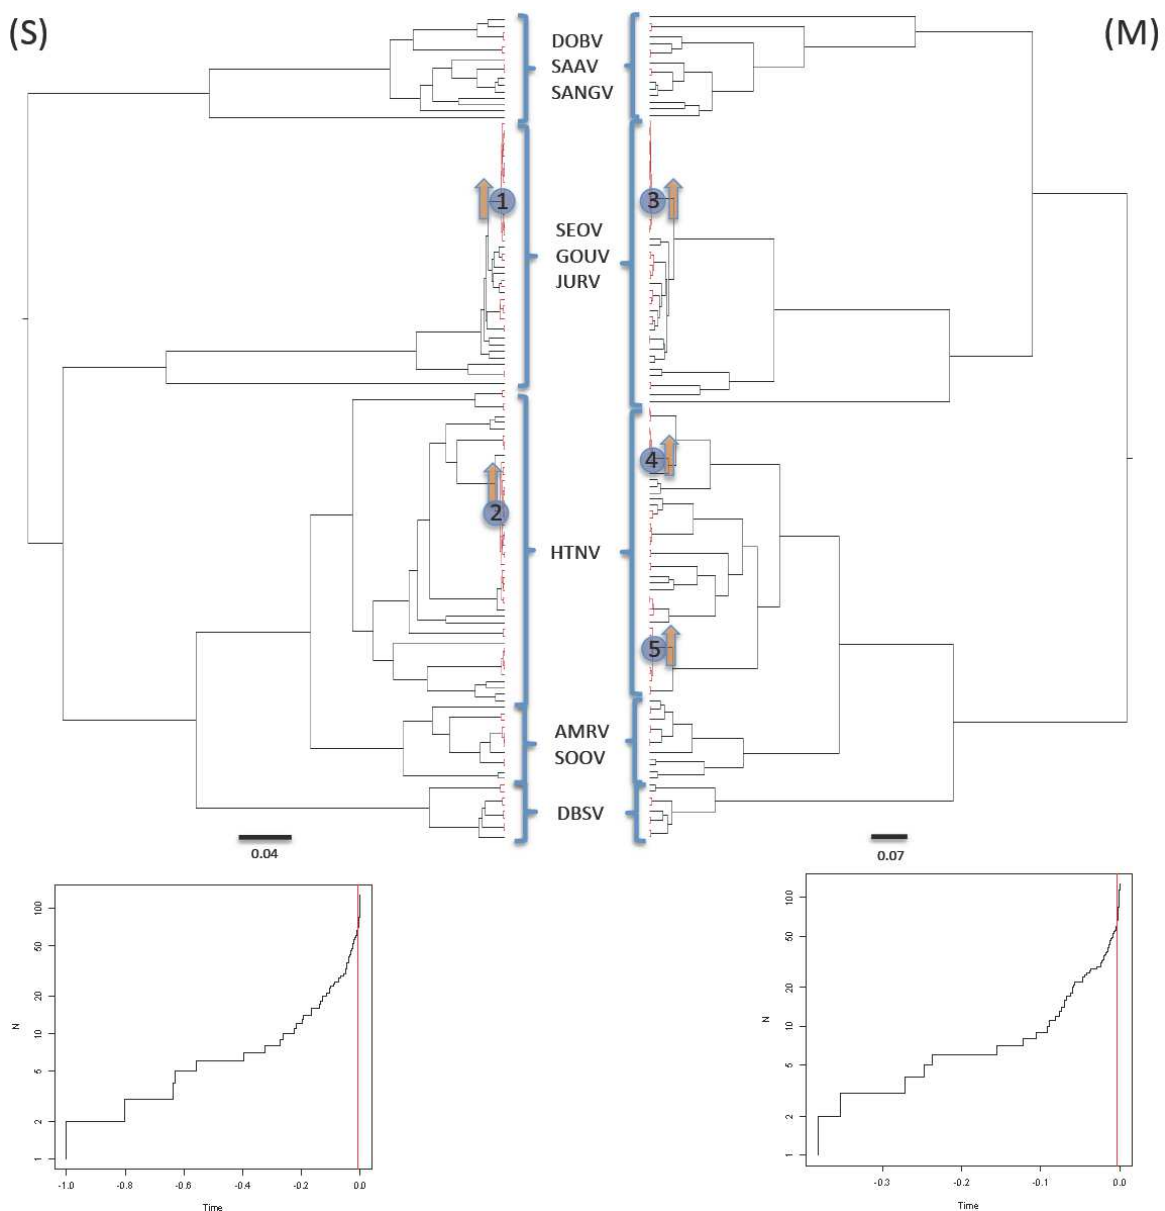 (S)
(M)
DOBV
SAAV
SANGV
1
3
SEOV
GOUV
JURV
4
2
HTNV
5
AMRV
SOOV
DBSV
0.04
0.07
100
50
20
10
5
2
1
N
-1.0
-0.8
-0.6
-0.4
-0.2
0.0
Time
100
50
20
10
5
2
1
N
-0.3
-0.2
-0.1
0.0
Time